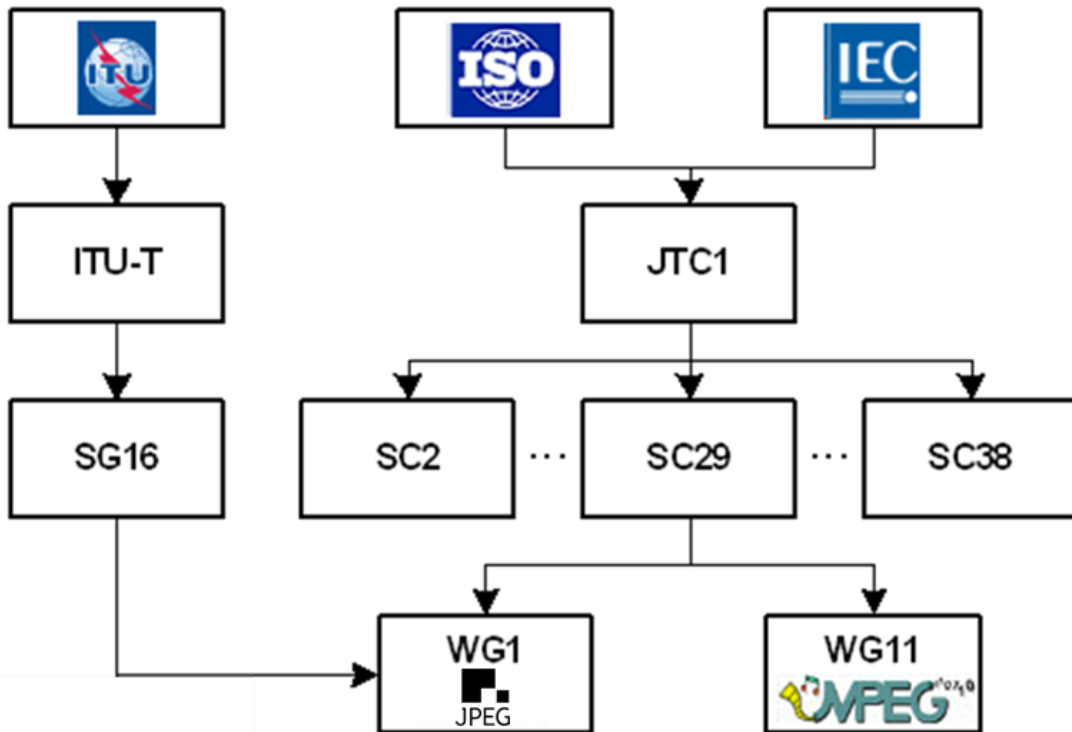 ITU
ISO
IEC
ITU-T
JTC1
SG16
SC2
...
SC29
...
SC38
WG1
JPEG
WG11
MPEG